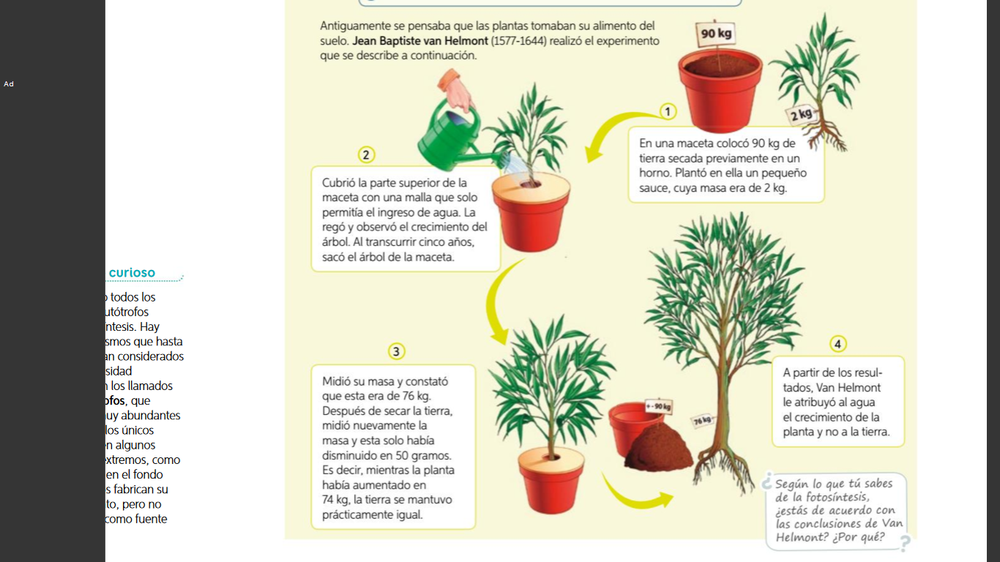 Ad
Antiguamente se pensaba que las plantas tomaban su alimento del
suelo. Jean Baptiste van Helmont (1577-1644) realizó el experimento
que se describe a continuación.
90 kg
2 kg
1
En una maceta colocó 90 kg de
tierra secada previamente en un
horno. Plantó en ella un pequeño
sauce, cuya masa era de 2 kg.
2
Cubrió la parte superior de la
maceta con una malla que solo
permitía el ingreso de agua. La
regó y observó el crecimiento del
árbol. Al transcurrir cinco años,
sacó el árbol de la maceta.
3
Midió su masa y constató
que esta era de 76 kg.
Después de secar la tierra,
midió nuevamente la
masa y esta solo había
disminuido en 50 gramos.
Es decir, mientras la planta
había aumentado en
74 kg, la tierra se mantuvo
prácticamente igual.
+-90 kg
76 kg
4
A partir de los resul-
tados, Van Helmont
le atribuyó al agua
el crecimiento de la
planta y no a la tierra.
¿
Según lo que tú sabes
de la fotosíntesis,
¿estás de acuerdo con
las conclusiones de Van
Helmont? ¿Por qué?
?
curioso
o todos los
utótrofos
íntesis. Hay
smos que hasta
an considerados
sidad
n los llamados
ofos, que
muy abundantes
los únicos
en algunos
extremos, como
en el fondo
os fabrican su
to, pero no
como fuente